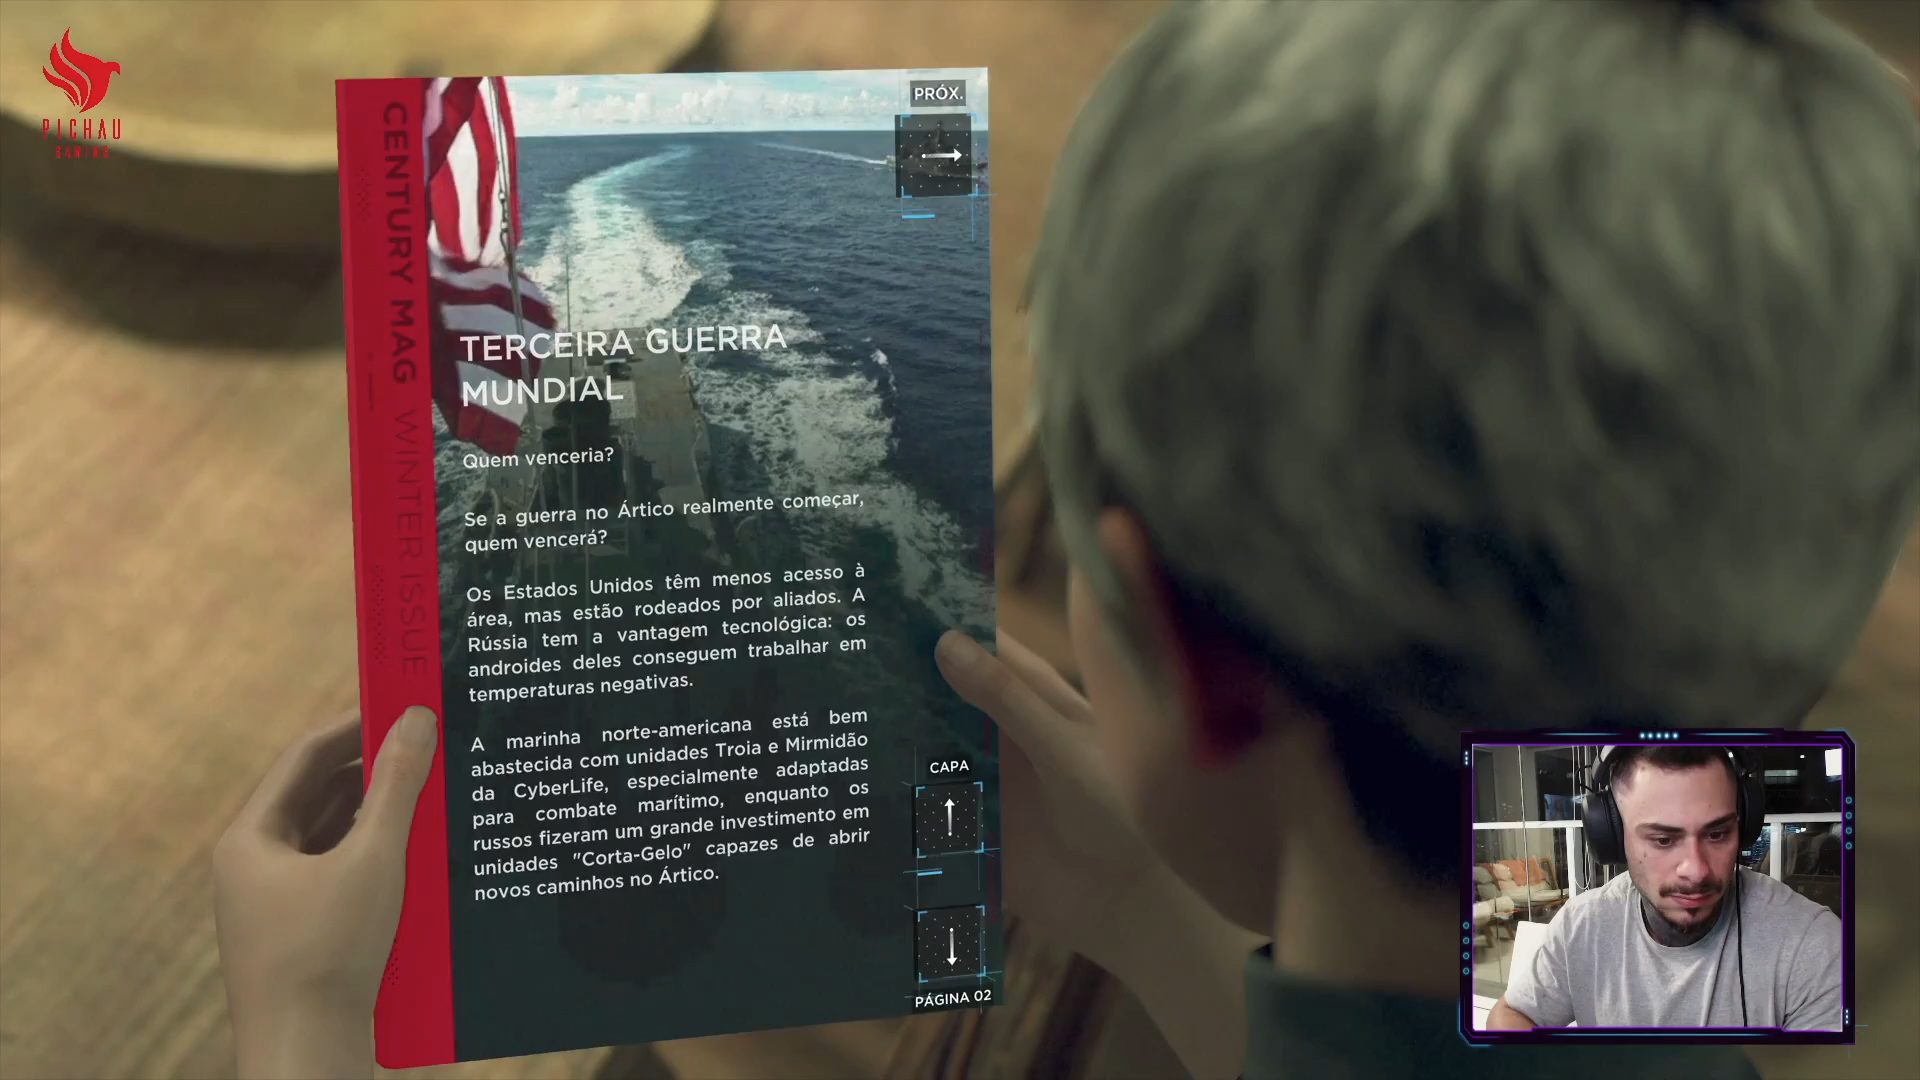 PICHAU
GAMING
CENTURY MAG WINTER ISSUE
PRÓX.
TERCEIRA GUERRA
MUNDIAL
Quem venceria?
Se a guerra no Ártico realmente começar,
quem vencerá?
Os Estados Unidos têm menos acesso à
área, mas estão rodeados por aliados. A
Rússia tem a vantagem tecnológica: os
androides deles conseguem trabalhar em
temperaturas negativas.
A marinha norte-americana está bem
abastecida com unidades Troia e Mirmidão
da CyberLife, especialmente adaptadas
para combate marítimo, enquanto os
russos fizeram um grande investimento em
unidades "Corta-Gelo" capazes de abrir
novos caminhos no Ártico.
CAPA
PÁGINA 02